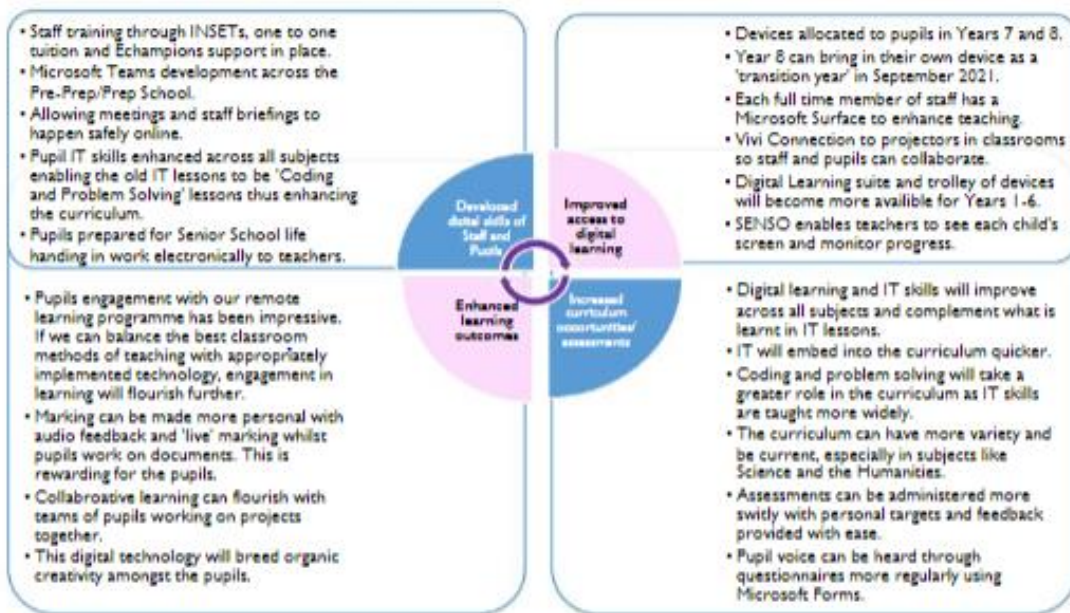 • Staff training through INSETs, one to one
tuition and Echampions support in place.
• Microsoft Teams development across the
Pre-Prep/Prep School.
• Allowing meetings and staff briefings to
happen safely online.
• Pupil IT skills enhanced across all subjects
enabling the old IT lessons to be 'Coding
and Problem Solving' lessons thus enhancing
the curriculum.
• Pupils prepared for Senior School life
handing in work electronically to teachers.
• Devices allocated to pupils in Years 7 and 8.
• Year 8 can bring in their own device as a
'transition year' in September 2021.
• Each full time member of staff has a
Microsoft Surface to enhance teaching.
• Vivi Connection to projectors in classrooms
so staff and pupils can collaborate.
• Digital Learning suite and trolley of devices
will become more availible for Years 1-6.
• SENSO enables teachers to see each child's
screen and monitor progress.
Developed
digital skills of
Staff and
Pupils
Improved
access to
digital
learning
Enhanced
learning
outcomes
Increased
curriculum
opportunities/
assessments
• Pupils engagement with our remote
learning programme has been impressive.
If we can balance the best classroom
methods of teaching with appropriately
implemented technology, engagement in
learning will flourish further.
• Marking can be made more personal with
audio feedback and 'live' marking whilst
pupils work on documents. This is
rewarding for the pupils.
• Collabroative learning can flourish with
teams of pupils working on projects
together.
• This digital technology will breed organic
creativity amongst the pupils.
• Digital learning and IT skills will improve
across all subjects and complement what is
learnt in IT lessons.
• IT will embed into the curriculum quicker.
• Coding and problem solving will take a
greater role in the curriculum as IT skills
are taught more widely.
• The curriculum can have more variety and
be current, especially in subjects like
Science and the Humanities.
• Assessments can be administered more
switly with personal targets and feedback
provided with ease.
• Pupil voice can be heard through
questionnaires more regularly using
Microsoft Forms.